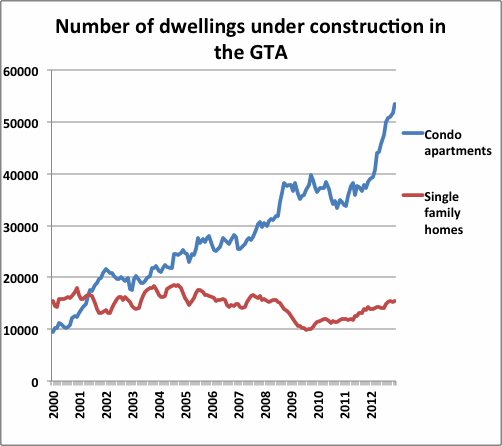 Number of dwellings under construction in
the GTA
60000
50000
40000
30000
20000
10000
0
2000
2001
2002
2003
2004
2005
2006
2007
2008
2009
2010
2011
2012
Condo
apartments
Single
family
homes